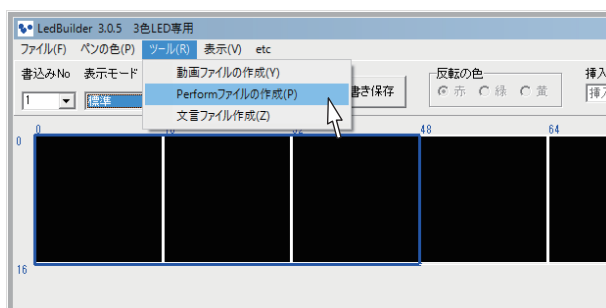 LedBuilder 3.0.5 3色LED専用
ファイル(F) ペンの色(P) ツール(R) 表示(V) etc
動画ファイルの作成(Y)
Performファイルの作成(P)
文言ファイル作成(Z)
書込みNo 表示モード 反転の色 挿入
1 標準 書き保存 赤 緑 黄
0 16 32 48 64
0
16